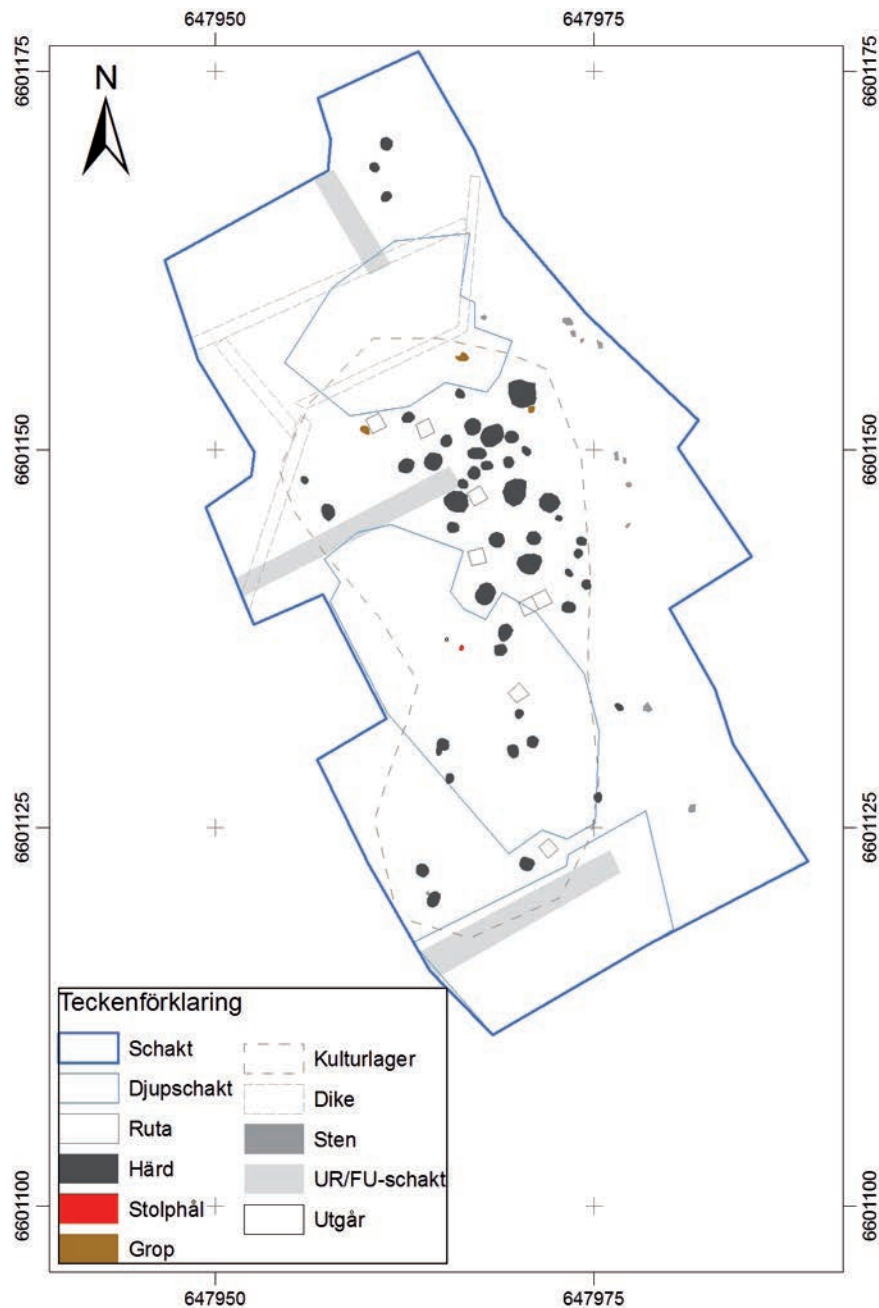 647950 647975
6601175 6601175
N
6601150 6601150
6601125 6601125
Teckenförklaring
Schakt
Djupschakt
Ruta
Härd
Stolphål
Grop
Kulturlager
Dike
Sten
UR/FU-schakt
Utgår
6601100 6601100
647950 647975